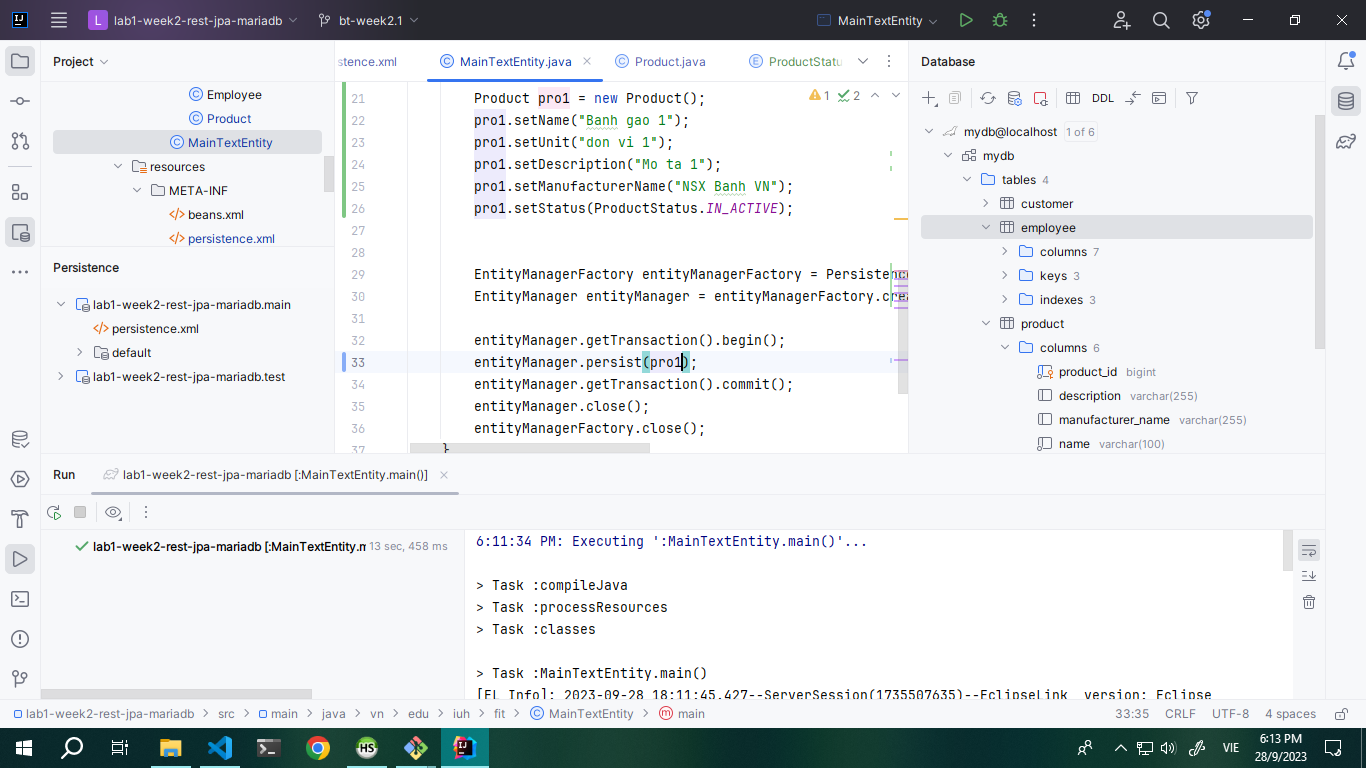 L lab1-week2-rest-jpa-mariadb bt-week2.1 MainTextEntity
Project
Employee
Product
MainTextEntity
resources
META-INF
beans.xml
persistence.xml
Persistence
lab1-week2-rest-jpa-mariadb.main
persistence.xml
default
lab1-week2-rest-jpa-mariadb.test
stence.xml MainTextEntity.java Product.java ProductStatu
1 2
21 Product pro1 = new Product();
22 pro1.setName("Banh gao 1");
23 pro1.setUnit("don vi 1");
24 pro1.setDescription("Mo ta 1");
25 pro1.setManufacturerName("NSX Banh VN");
26 pro1.setStatus(ProductStatus.IN_ACTIVE);
27
28
29 EntityManagerFactory entityManagerFactory = Persistenc
30 EntityManager entityManager = entityManagerFactory.cre
31
32 entityManager.getTransaction().begin();
33 entityManager.persist(pro1);
34 entityManager.getTransaction().commit();
35 entityManager.close();
36 entityManagerFactory.close();
37 }
Database
DDL
mydb@localhost 1 of 6
mydb
tables 4
customer
employee
columns 7
keys 3
indexes 3
product
columns 6
product_id bigint
description varchar(255)
manufacturer_name varchar(255)
name varchar(100)
Run lab1-week2-rest-jpa-mariadb [:MainTextEntity.main()]
lab1-week2-rest-jpa-mariadb [:MainTextEntity.m 13 sec, 458 ms
6:11:34 PM: Executing ':MainTextEntity.main()'...
> Task :compileJava
> Task :processResources
> Task :classes
> Task :MainTextEntity.main()
[EL Info]: 2023-09-28 18:11:45.427--ServerSession(1735507635)--EclipseLink, version: Eclipse
lab1-week2-rest-jpa-mariadb > src > main > java > vn > edu > iuh > fit > MainTextEntity > main
33:35 CRLF UTF-8 4 spaces
VIE
6:13 PM
28/9/2023